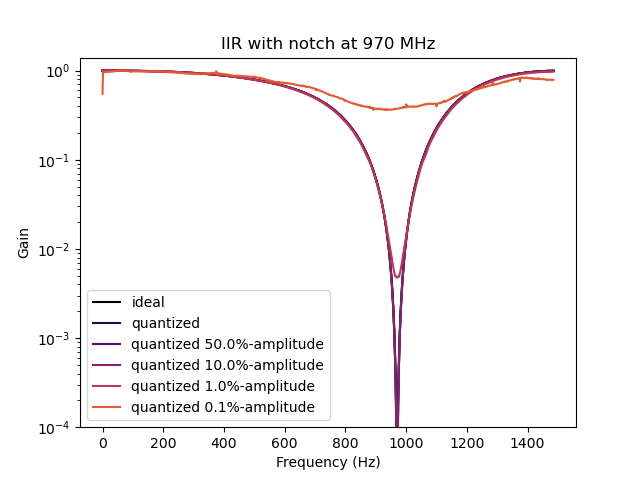 IIR with notch at 970 MHz
10^0
10^-1
10^-2
10^-3
10^-4
Gain
ideal
quantized
quantized 50.0%-amplitude
quantized 10.0%-amplitude
quantized 1.0%-amplitude
quantized 0.1%-amplitude
0 200 400 600 800 1000 1200 1400
Frequency (Hz)